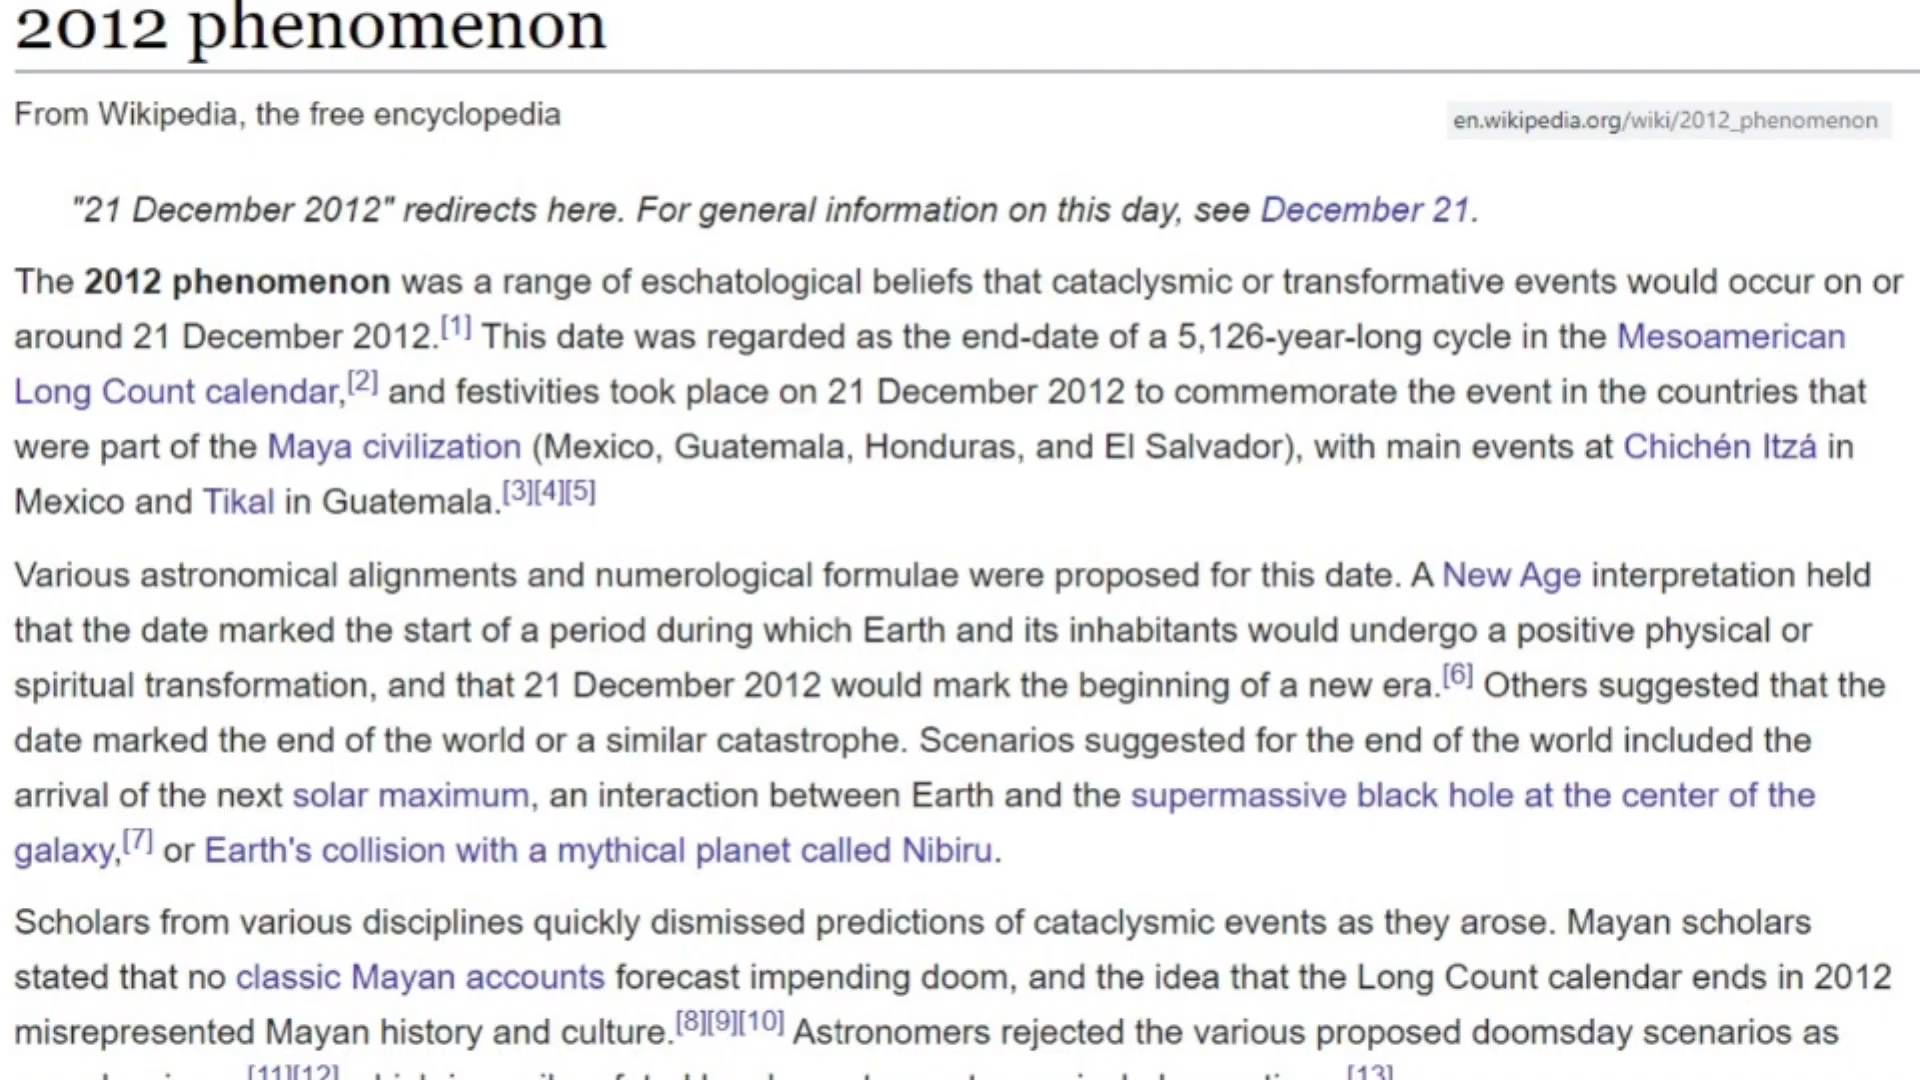 2012 phenomenon
From Wikipedia, the free encyclopedia
en.wikipedia.org/wiki/2012_phenomenon
"21 December 2012" redirects here. For general information on this day, see December 21.
The 2012 phenomenon was a range of eschatological beliefs that cataclysmic or transformative events would occur on or
around 21 December 2012.[1] This date was regarded as the end-date of a 5,126-year-long cycle in the Mesoamerican
Long Count calendar,[2] and festivities took place on 21 December 2012 to commemorate the event in the countries that
were part of the Maya civilization (Mexico, Guatemala, Honduras, and El Salvador), with main events at Chichén Itzá in
Mexico and Tikal in Guatemala.[3][4][5]
Various astronomical alignments and numerological formulae were proposed for this date. A New Age interpretation held
that the date marked the start of a period during which Earth and its inhabitants would undergo a positive physical or
spiritual transformation, and that 21 December 2012 would mark the beginning of a new era.[6] Others suggested that the
date marked the end of the world or a similar catastrophe. Scenarios suggested for the end of the world included the
arrival of the next solar maximum, an interaction between Earth and the supermassive black hole at the center of the
galaxy,[7] or Earth's collision with a mythical planet called Nibiru.
Scholars from various disciplines quickly dismissed predictions of cataclysmic events as they arose. Mayan scholars
stated that no classic Mayan accounts forecast impending doom, and the idea that the Long Count calendar ends in 2012
misrepresented Mayan history and culture.[8][9][10] Astronomers rejected the various proposed doomsday scenarios as
[11][12] [13]